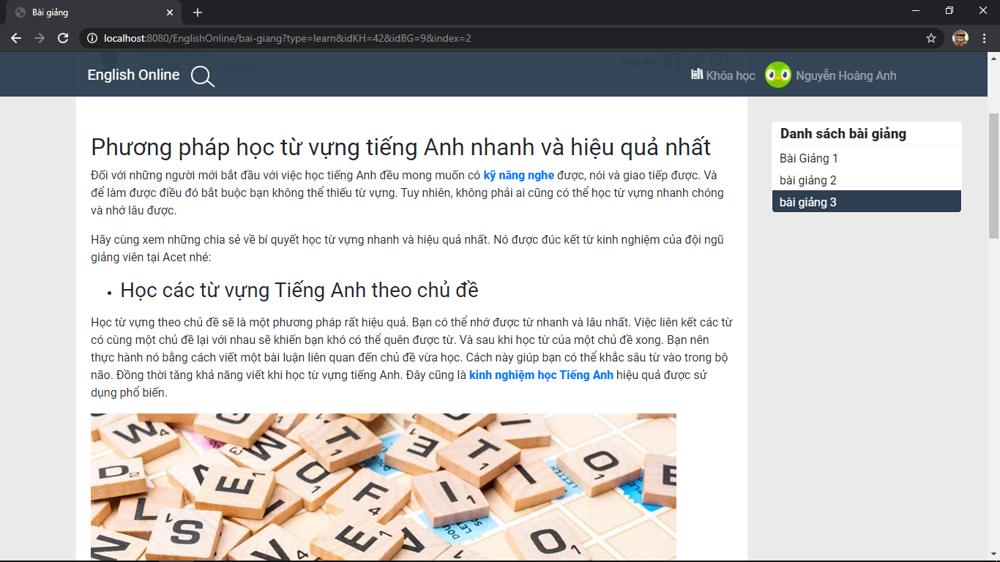 Bài giảng
localhost:8080/EnglishOnline/bai-giang?type=learn&idKH=42&idBG=9&index=2
Chia Sẻ:
English Online
Khóa học
Nguyễn Hoàng Anh
Phương pháp học từ vựng tiếng Anh nhanh và hiệu quả nhất
Đối với những người mới bắt đầu với việc học tiếng Anh đều mong muốn có kỹ năng nghe được, nói và giao tiếp được. Và
để làm được điều đó bắt buộc bạn không thể thiếu từ vựng. Tuy nhiên, không phải ai cũng có thể học từ vựng nhanh chóng
và nhớ lâu được.
Hãy cùng xem những chia sẻ về bí quyết học từ vựng nhanh và hiệu quả nhất. Nó được đúc kết từ kinh nghiệm của đội ngũ
giảng viên tại Acet nhé:
• Học các từ vựng Tiếng Anh theo chủ đề
Học từ vựng theo chủ đề sẽ là một phương pháp rất hiệu quả. Bạn có thể nhớ được từ nhanh và lâu nhất. Việc liên kết các từ
có cùng một chủ đề lại với nhau sẽ khiến bạn khó có thể quên được từ. Và sau khi học từ của một chủ đề xong. Bạn nên
thực hành nó bằng cách viết một bài luận liên quan đến chủ đề vừa học. Cách này giúp bạn có thể khắc sâu từ vào trong bộ
não. Đồng thời tăng khả năng viết khi học từ vựng tiếng Anh. Đây cũng là kinh nghiệm học Tiếng Anh hiệu quả được sử
dụng phổ biến.
Danh sách bài giảng
Bài Giảng 1
bài giảng 2
bài giảng 3